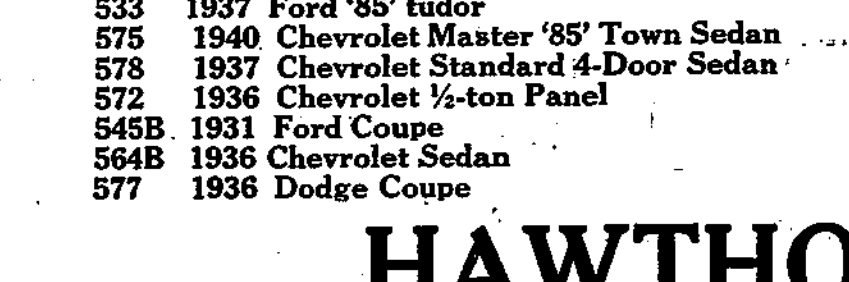 533 1937 Ford '85' tudor
575 1940 Chevrolet Master '85' Town Sedan
578 1937 Chevrolet Standard 4-Door Sedan
572 1936 Chevrolet ½-ton Panel
545B 1931 Ford Coupe
564B 1936 Chevrolet Sedan
577 1936 Dodge Coupe
HAWTHO